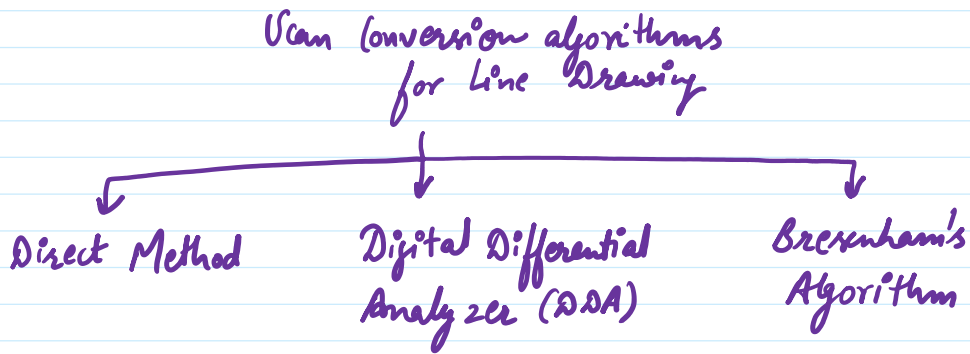 Scan Conversion algorithms
for Line Drawing
Direct Method
Digital Differential
Analyzer (DDA)
Bresenham's
Algorithm